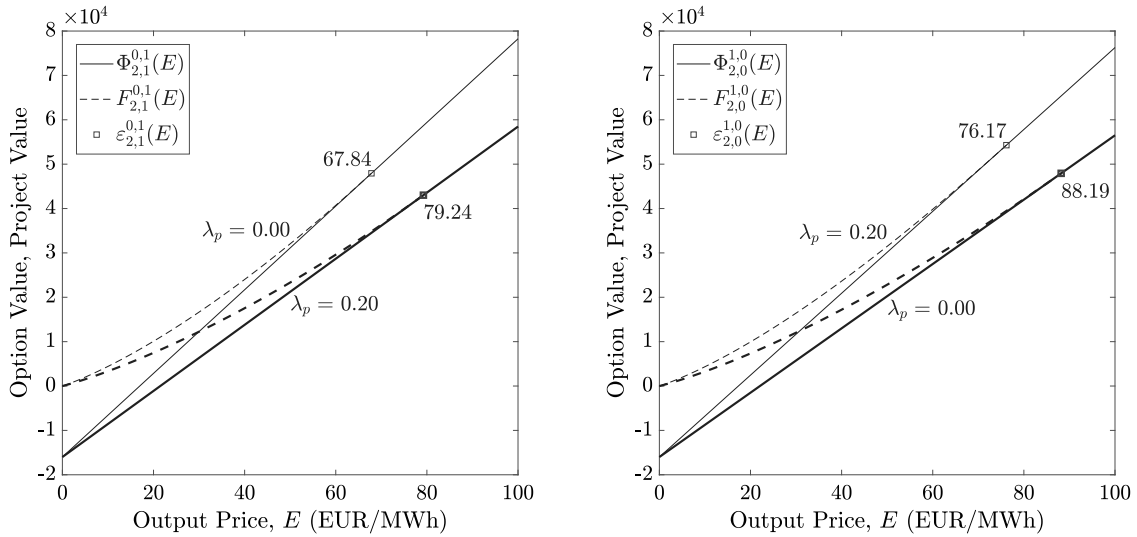 ×10⁴
8
7
6
5
4
3
2
1
0
-1
-2
Option Value, Project Value
Φ^{0,1}_{2,1}(E)
F^{0,1}_{2,1}(E)
ε^{0,1}_{2,1}(E)
67.84
79.24
λ_p = 0.00
λ_p = 0.20
0 20 40 60 80 100
Output Price, E (EUR/MWh)
×10⁴
8
7
6
5
4
3
2
1
0
-1
-2
Option Value, Project Value
Φ^{1,0}_{2,0}(E)
F^{1,0}_{2,0}(E)
ε^{1,0}_{2,0}(E)
76.17
88.19
λ_p = 0.20
λ_p = 0.00
0 20 40 60 80 100
Output Price, E (EUR/MWh)